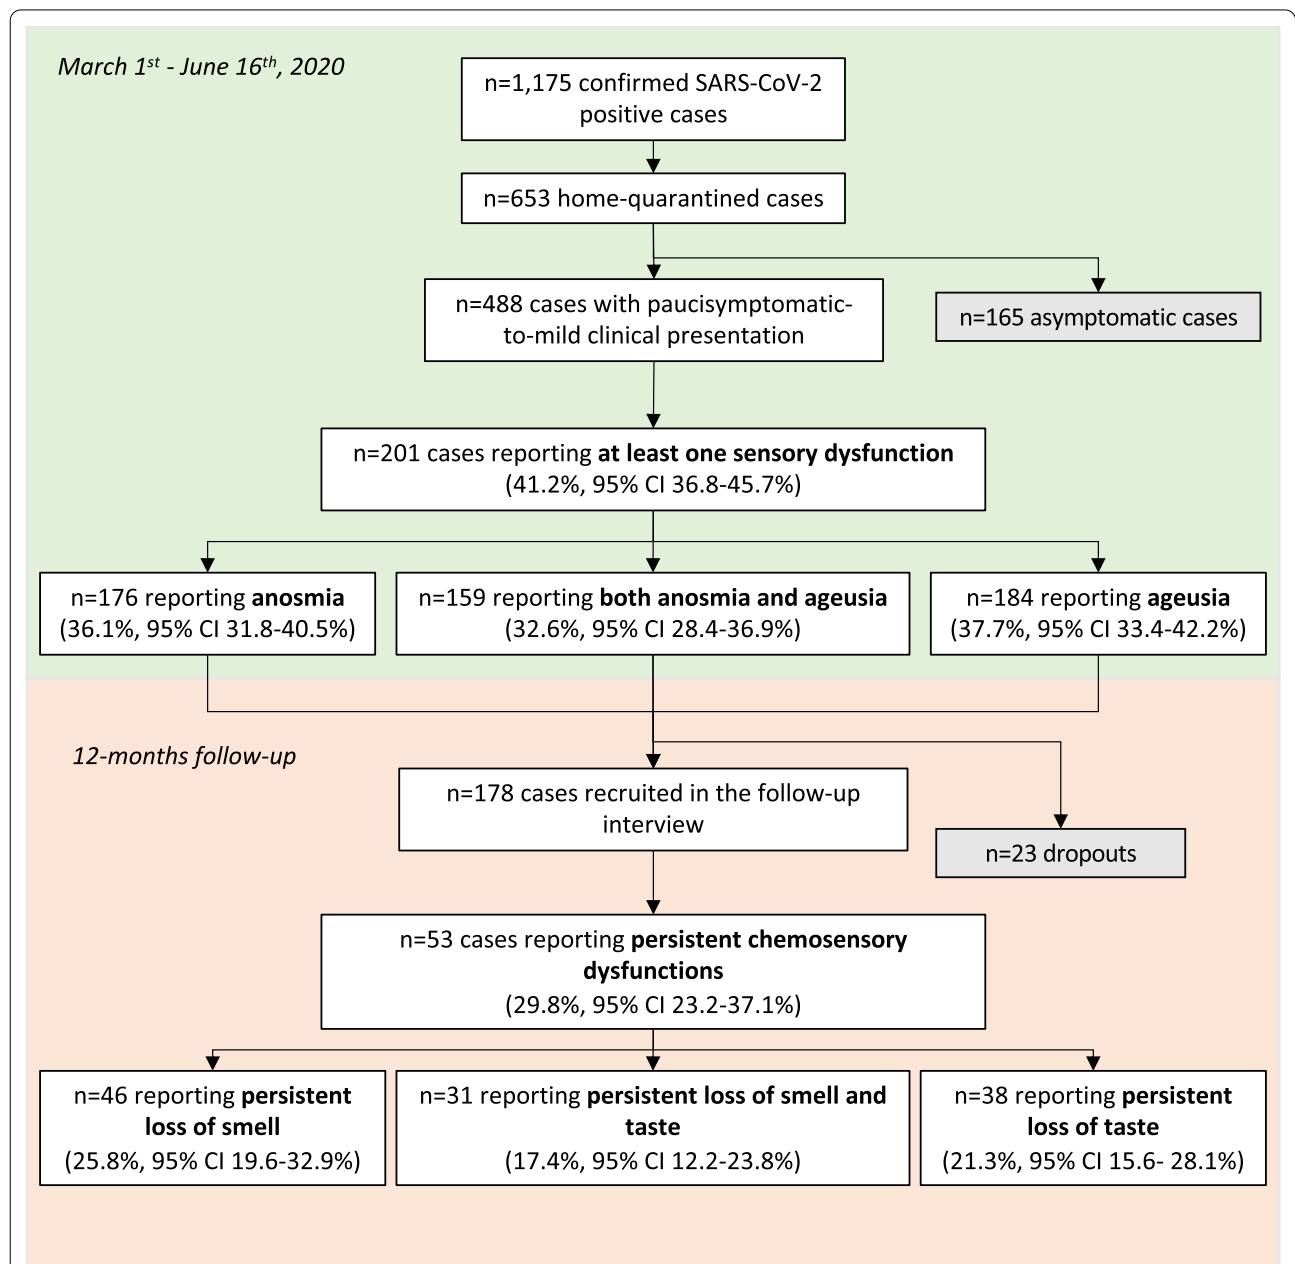 March 1st - June 16th, 2020
n=1,175 confirmed SARS-CoV-2
positive cases
n=653 home-quarantined cases
n=488 cases with paucisymptomatic-
to-mild clinical presentation
n=165 asymptomatic cases
n=201 cases reporting at least one sensory dysfunction
(41.2%, 95% CI 36.8-45.7%)
n=176 reporting anosmia
(36.1%, 95% CI 31.8-40.5%)
n=159 reporting both anosmia and ageusia
(32.6%, 95% CI 28.4-36.9%)
n=184 reporting ageusia
(37.7%, 95% CI 33.4-42.2%)
12-months follow-up
n=178 cases recruited in the follow-up
interview
n=23 dropouts
n=53 cases reporting persistent chemosensory
dysfunctions
(29.8%, 95% CI 23.2-37.1%)
n=46 reporting persistent
loss of smell
(25.8%, 95% CI 19.6-32.9%)
n=31 reporting persistent loss of smell and
taste
(17.4%, 95% CI 12.2-23.8%)
n=38 reporting persistent
loss of taste
(21.3%, 95% CI 15.6- 28.1%)